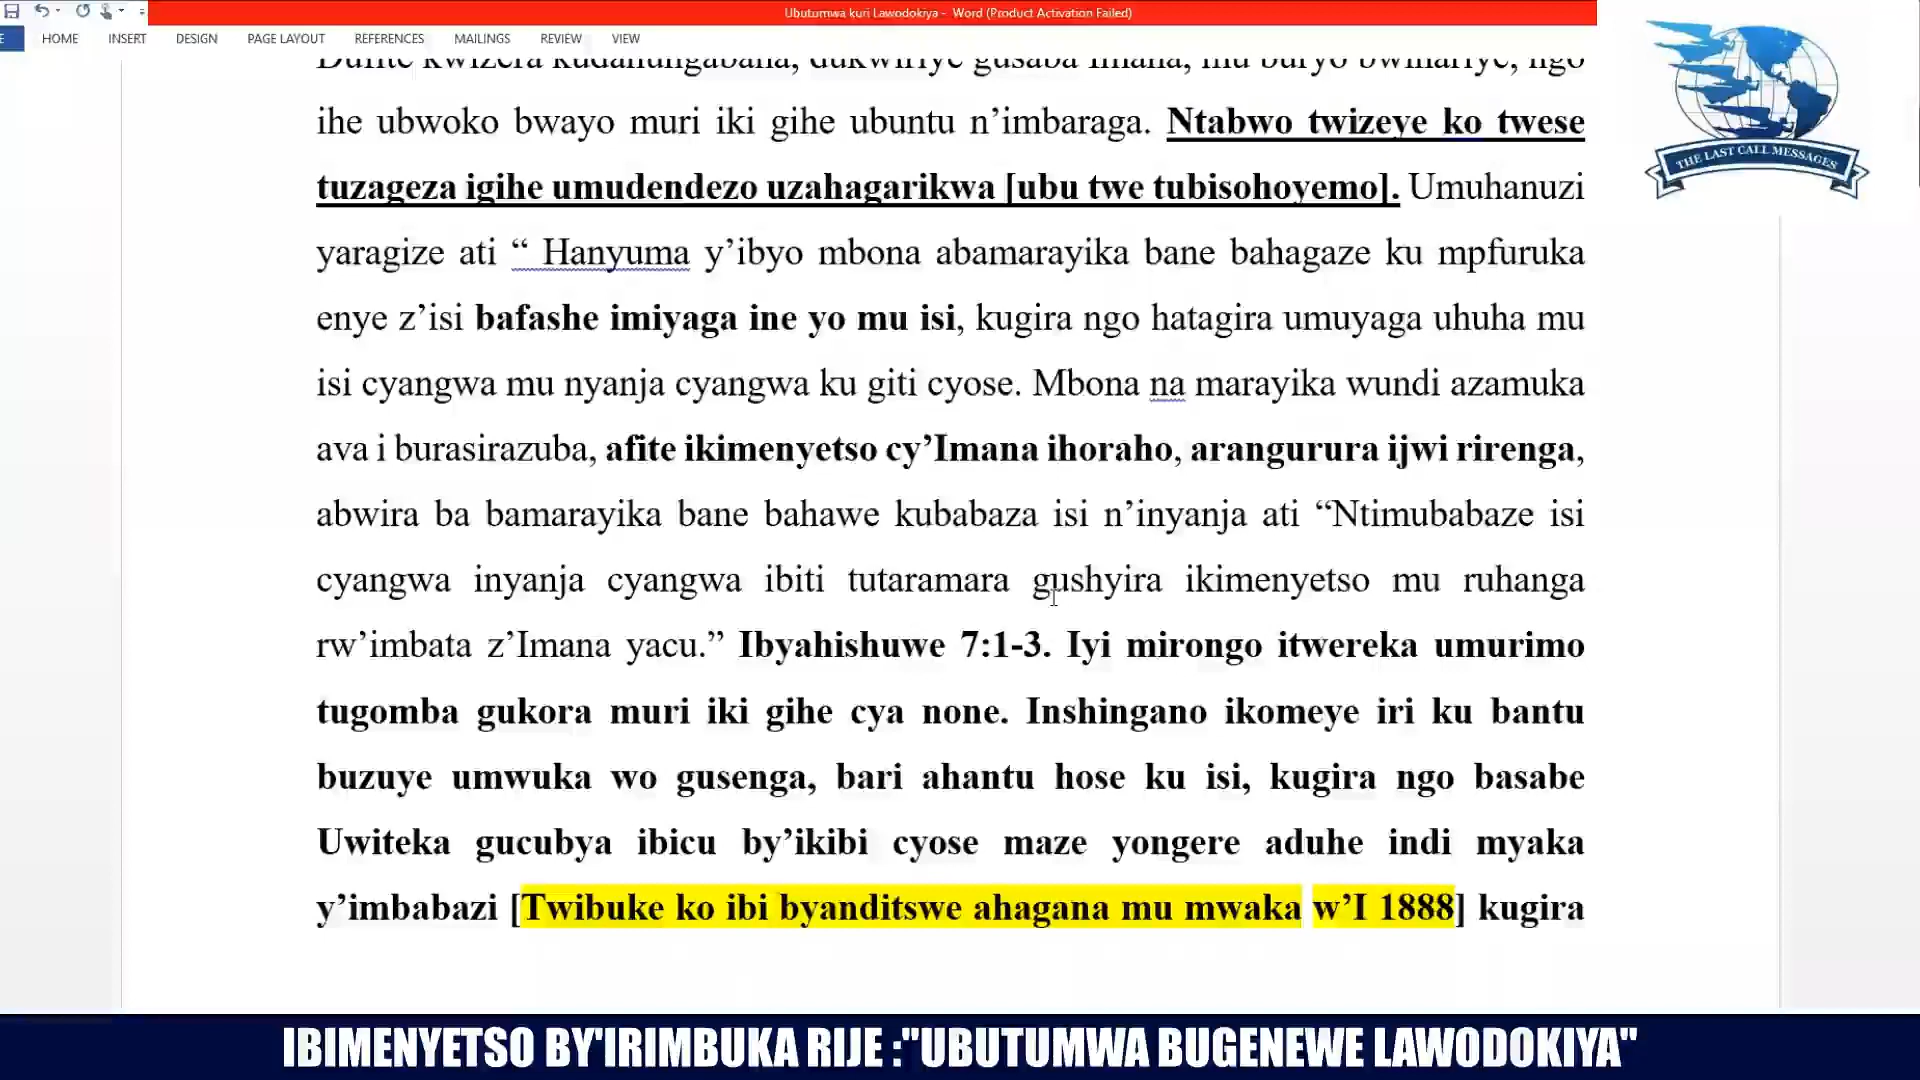 Ubutumwa kuri Lawodokiya - Word (Product Activation Failed)
HOME INSERT DESIGN PAGE LAYOUT REFERENCES MAILINGS REVIEW VIEW
THE LAST CALL MESSAGES
ihe ubwoko bwayo muri iki gihe ubuntu n’imbaraga. Ntabwo twizeye ko twese
tuzageza igihe umudendezo uzahagarikwa [ubu twe tubisohoyemo]. Umuhanuzi
yaragize ati “ Hanyuma y’ibyo mbona abamarayika bane bahagaze ku mpfuruka
enye z’isi bafashe imiyaga ine yo mu isi, kugira ngo hatagira umuyaga uhuha mu
isi cyangwa mu nyanja cyangwa ku giti cyose. Mbona na marayika wundi azamuka
ava i burasirazuba, afite ikimenyetso cy’Imana ihoraho, arangurura ijwi rirenga,
abwira ba bamarayika bane bahawe kubabaza isi n’inyanja ati “Ntimubabaze isi
cyangwa inyanja cyangwa ibiti tutaramara gushyira ikimenyetso mu ruhanga
rw’imbata z’Imana yacu.” Ibyahishuwe 7:1-3. Iyi mirongo itwereka umurimo
tugomba gukora muri iki gihe cya none. Inshingano ikomeye iri ku bantu
buzuye umwuka wo gusenga, bari ahantu hose ku isi, kugira ngo basabe
Uwiteka gucubya ibicu by’ikibi cyose maze yongere aduhe indi myaka
y’imbabazi [Twibuke ko ibi byanditswe ahagana mu mwaka w’I 1888] kugira
IBIMENYETSO BY'IRIMBUKA RIJE :"UBUTUMWA BUGENEWE LAWODOKIYA"